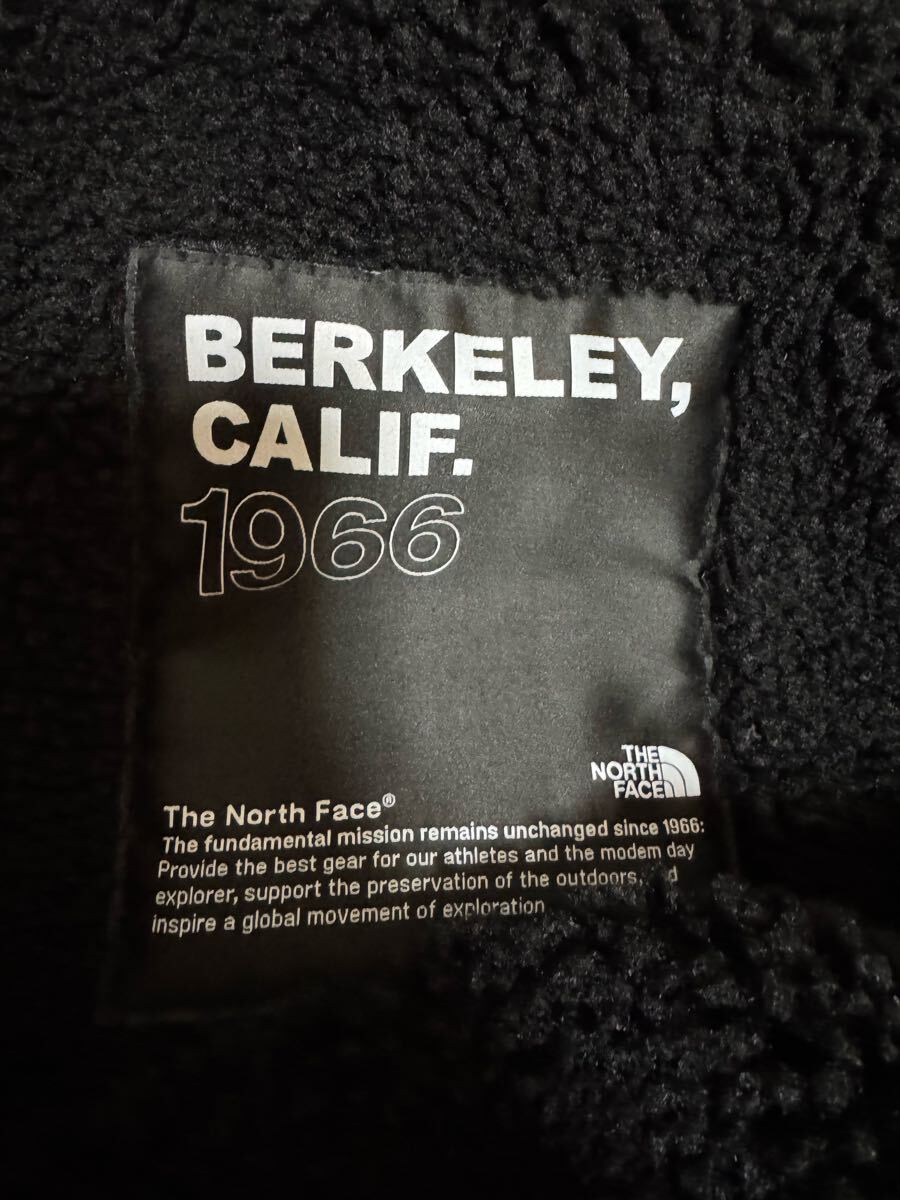 BERKELEY,
CALIF.
1966
THE
NORTH
FACE
The North Face®
The fundamental mission remains unchanged since 1966:
Provide the best gear for our athletes and the modern day
explorer, support the preservation of the outdoors,
inspire a global movement of exploration